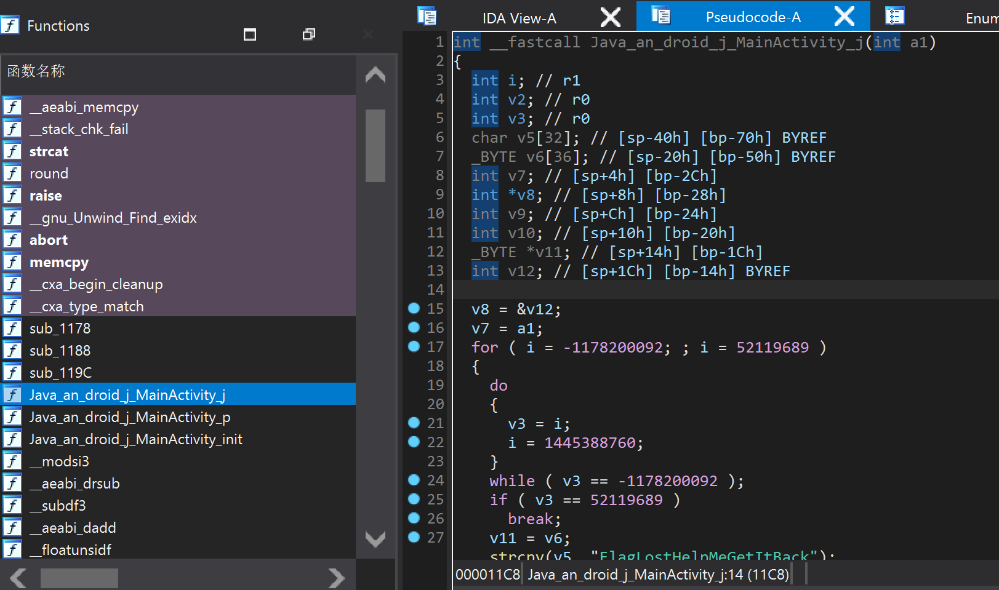 Functions
函数名称
__aeabi_memcpy
__stack_chk_fail
strcat
round
raise
__gnu_Unwind_Find_exidx
abort
memcpy
__cxa_begin_cleanup
__cxa_type_match
sub_1178
sub_1188
sub_119C
Java_an_droid_j_MainActivity_j
Java_an_droid_j_MainActivity_p
Java_an_droid_j_MainActivity_init
__modsi3
__aeabi_drsub
__subdf3
__aeabi_dadd
__floatunsidf
IDA View-A
Pseudocode-A
Enum
1 int __fastcall Java_an_droid_j_MainActivity_j(int a1)
2 {
3 int i; // r1
4 int v2; // r0
5 int v3; // r0
6 char v5[32]; // [sp-40h] [bp-70h] BYREF
7 _BYTE v6[36]; // [sp-20h] [bp-50h] BYREF
8 int v7; // [sp+4h] [bp-2Ch]
9 int *v8; // [sp+8h] [bp-28h]
10 int v9; // [sp+Ch] [bp-24h]
11 int v10; // [sp+10h] [bp-20h]
12 _BYTE *v11; // [sp+14h] [bp-1Ch]
13 int v12; // [sp+1Ch] [bp-14h] BYREF
14
15 v8 = &v12;
16 v7 = a1;
17 for ( i = -1178200092; ; i = 52119689 )
18 {
19 do
20 {
21 v3 = i;
22 i = 1445388760;
23 }
24 while ( v3 == -1178200092 );
25 if ( v3 == 52119689 )
26 break;
27 v11 = v6;
strcpy(v5, "FlagLostHelpMeGetItBack");
000011C8 Java_an_droid_j_MainActivity_j:14 (11C8)